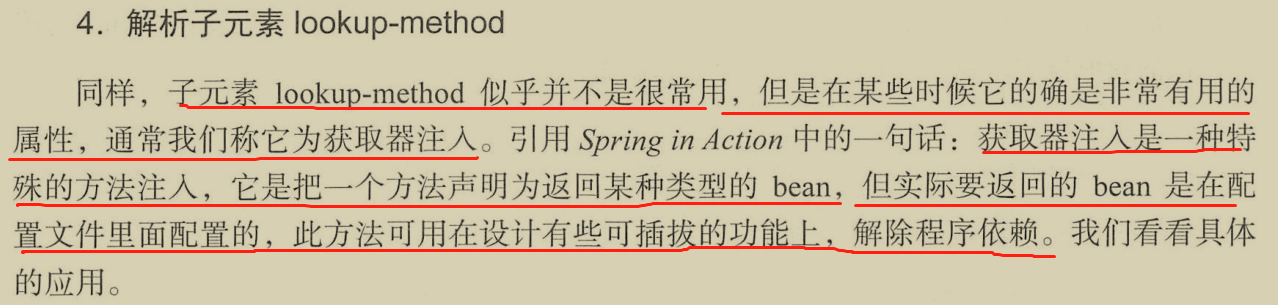 4. 解析子元素 lookup-method
同样，子元素 lookup-method 似乎并不是很常用，但是在某些时候它的确是非常有用的
属性，通常我们称它为获取器注入。引用 Spring in Action 中的一句话：获取器注入是一种特
殊的方法注入，它是把一个方法声明为返回某种类型的 bean，但实际要返回的 bean 是在配
置文件里面配置的，此方法可用在设计有些可插拔的功能上，解除程序依赖。我们看看具体
的应用。